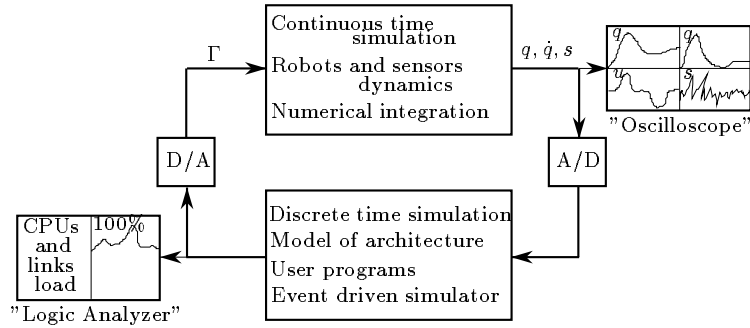 Continuous time
simulation
Robots and sensors
dynamics
Numerical integration
Γ
q, q̇, s
q
q
u
s
"Oscilloscope"
D/A
A/D
Discrete time simulation
Model of architecture
User programs
Event driven simulator
CPUs
and
links
load
100%
"Logic Analyzer"